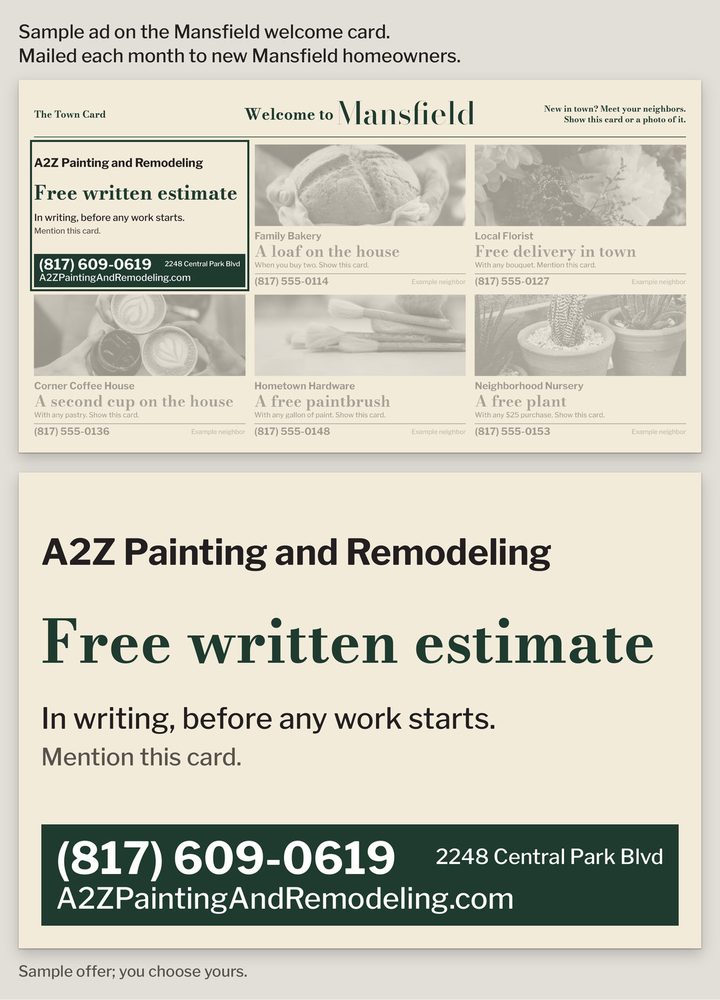 Sample ad on the Mansfield welcome card.
Mailed each month to new Mansfield homeowners.
The Town Card
Welcome to Mansfield
New in town? Meet your neighbors.
Show this card or a photo of it.
A2Z Painting and Remodeling
Free written estimate
In writing, before any work starts.
Mention this card.
(817) 609-0619 2248 Central Park Blvd
A2ZPaintingAndRemodeling.com
Family Bakery
A loaf on the house
When you buy two. Show this card.
(817) 555-0114 Example neighbor
Local Florist
Free delivery in town
With any bouquet. Mention this card.
(817) 555-0127 Example neighbor
Corner Coffee House
A second cup on the house
With any pastry. Show this card.
(817) 555-0136 Example neighbor
Hometown Hardware
A free paintbrush
With any gallon of paint. Show this card.
(817) 555-0148 Example neighbor
Neighborhood Nursery
A free plant
With any $25 purchase. Show this card.
(817) 555-0153 Example neighbor
A2Z Painting and Remodeling
Free written estimate
In writing, before any work starts.
Mention this card.
(817) 609-0619 2248 Central Park Blvd
A2ZPaintingAndRemodeling.com
Sample offer; you choose yours.